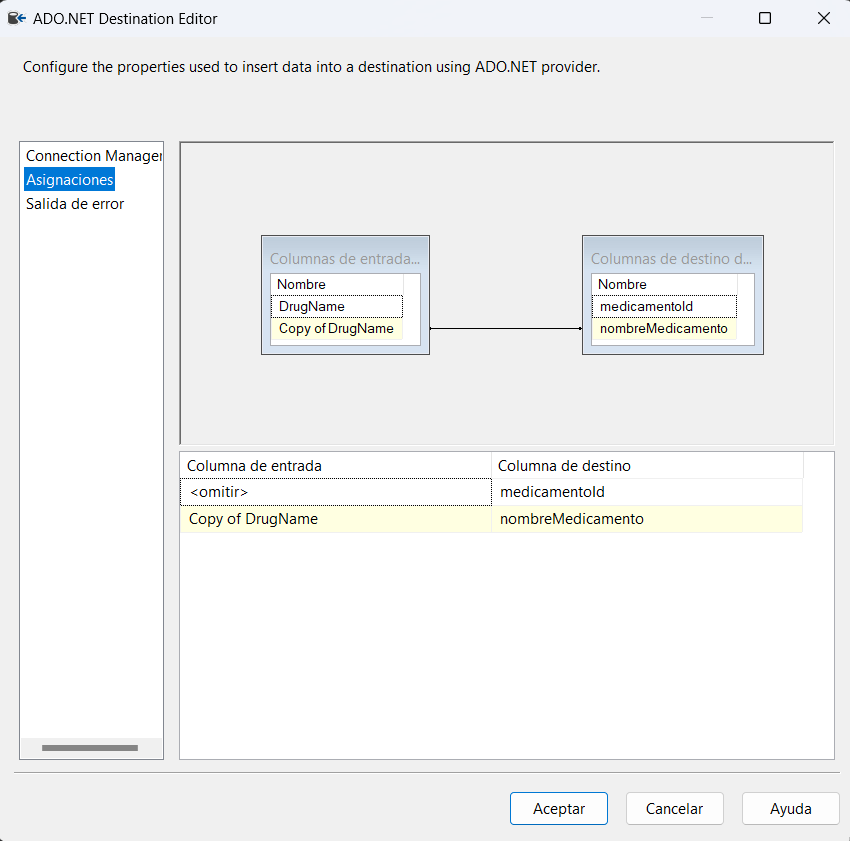 ADO.NET Destination Editor
Configure the properties used to insert data into a destination using ADO.NET provider.
Connection Manager
Asignaciones
Salida de error
Columnas de entrada...
Nombre
DrugName
Copy of DrugName
Columnas de destino d...
Nombre
medicamentoId
nombreMedicamento
Columna de entrada Columna de destino
<omitir> medicamentoId
Copy of DrugName nombreMedicamento
Aceptar Cancelar Ayuda